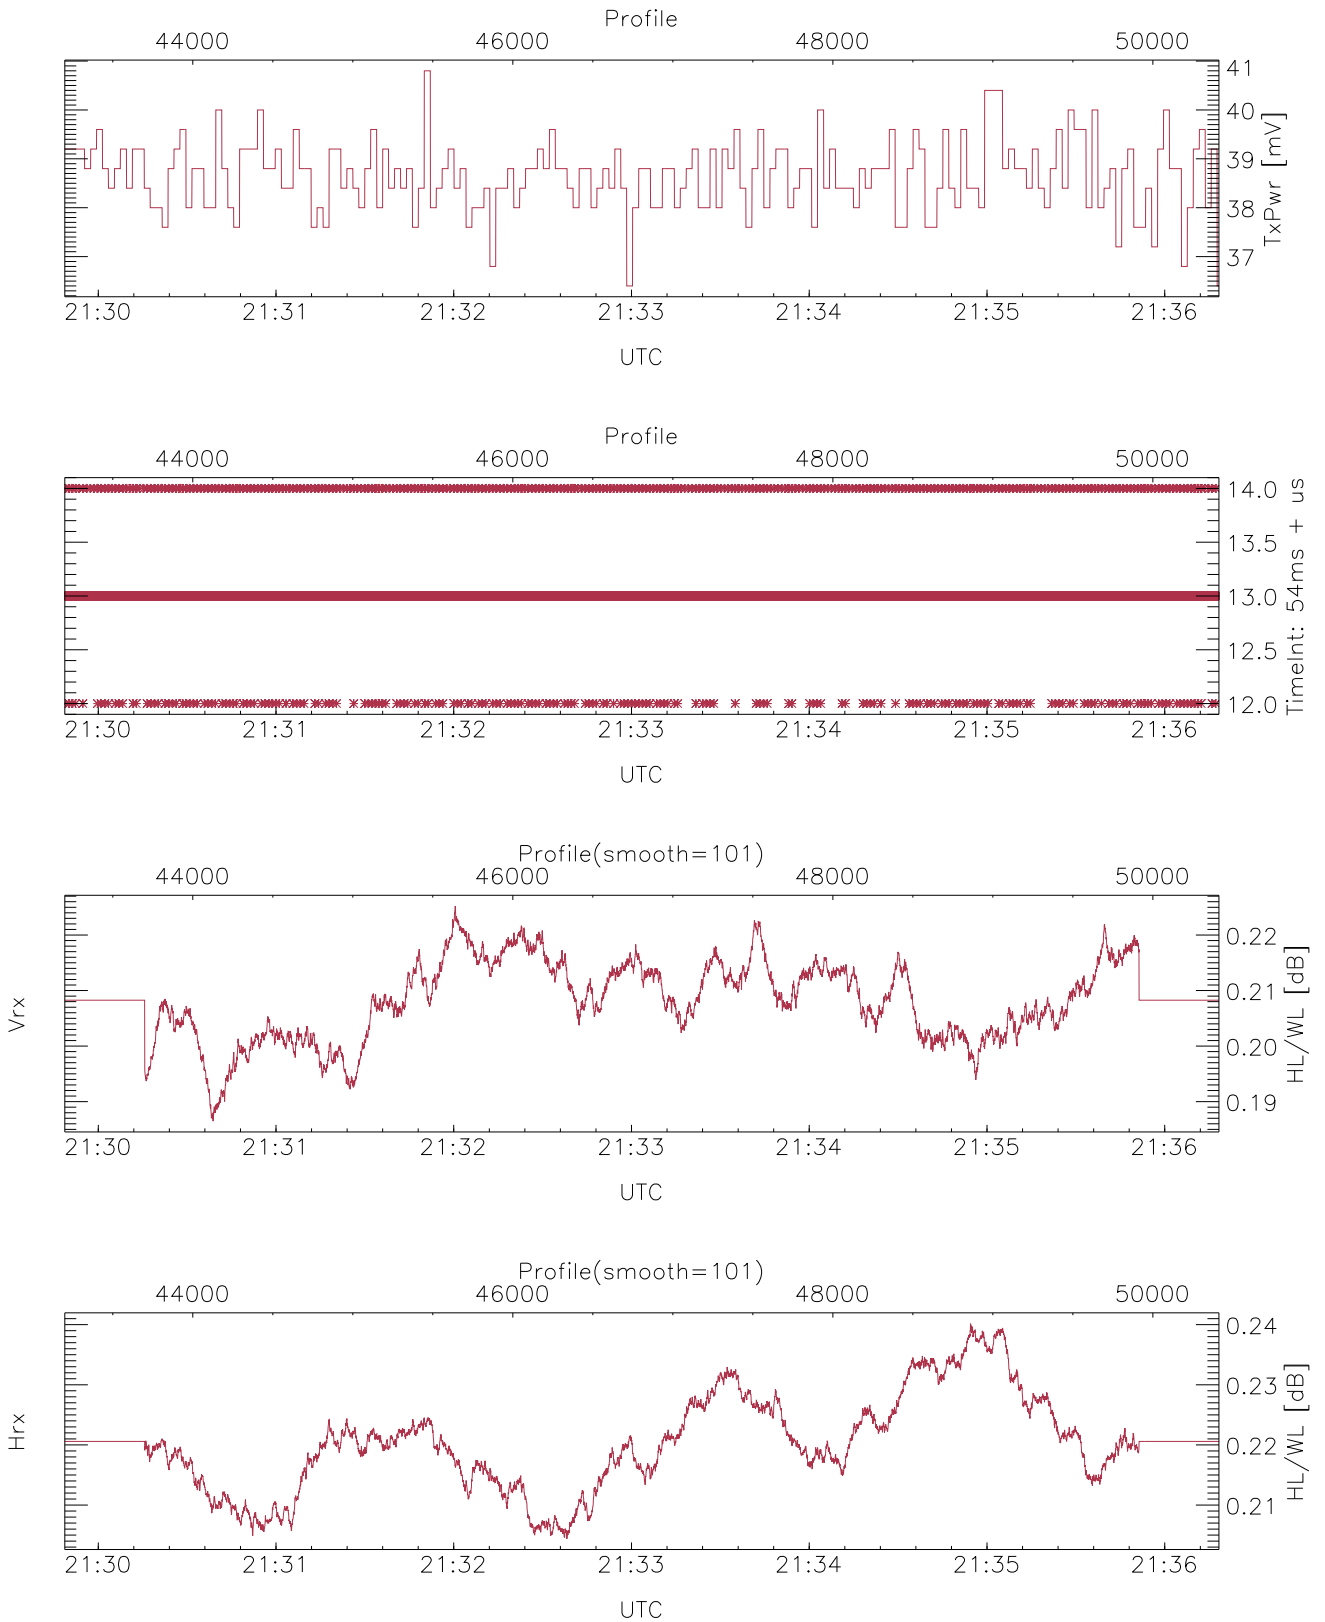 Profile
44000 46000 48000 50000
41
40
39
38
37
TxPwr [mV]
21:30 21:31 21:32 21:33 21:34 21:35 21:36
UTC
Profile
44000 46000 48000 50000
14.0
13.5
13.0
12.5
12.0
TimeInt: 54ms + us
21:30 21:31 21:32 21:33 21:34 21:35 21:36
UTC
Profile(smooth=101)
44000 46000 48000 50000
Vrx
0.22
0.21
0.20
0.19
HL/WL [dB]
21:30 21:31 21:32 21:33 21:34 21:35 21:36
UTC
Profile(smooth=101)
44000 46000 48000 50000
Hrx
0.24
0.23
0.22
0.21
HL/WL [dB]
21:30 21:31 21:32 21:33 21:34 21:35 21:36
UTC